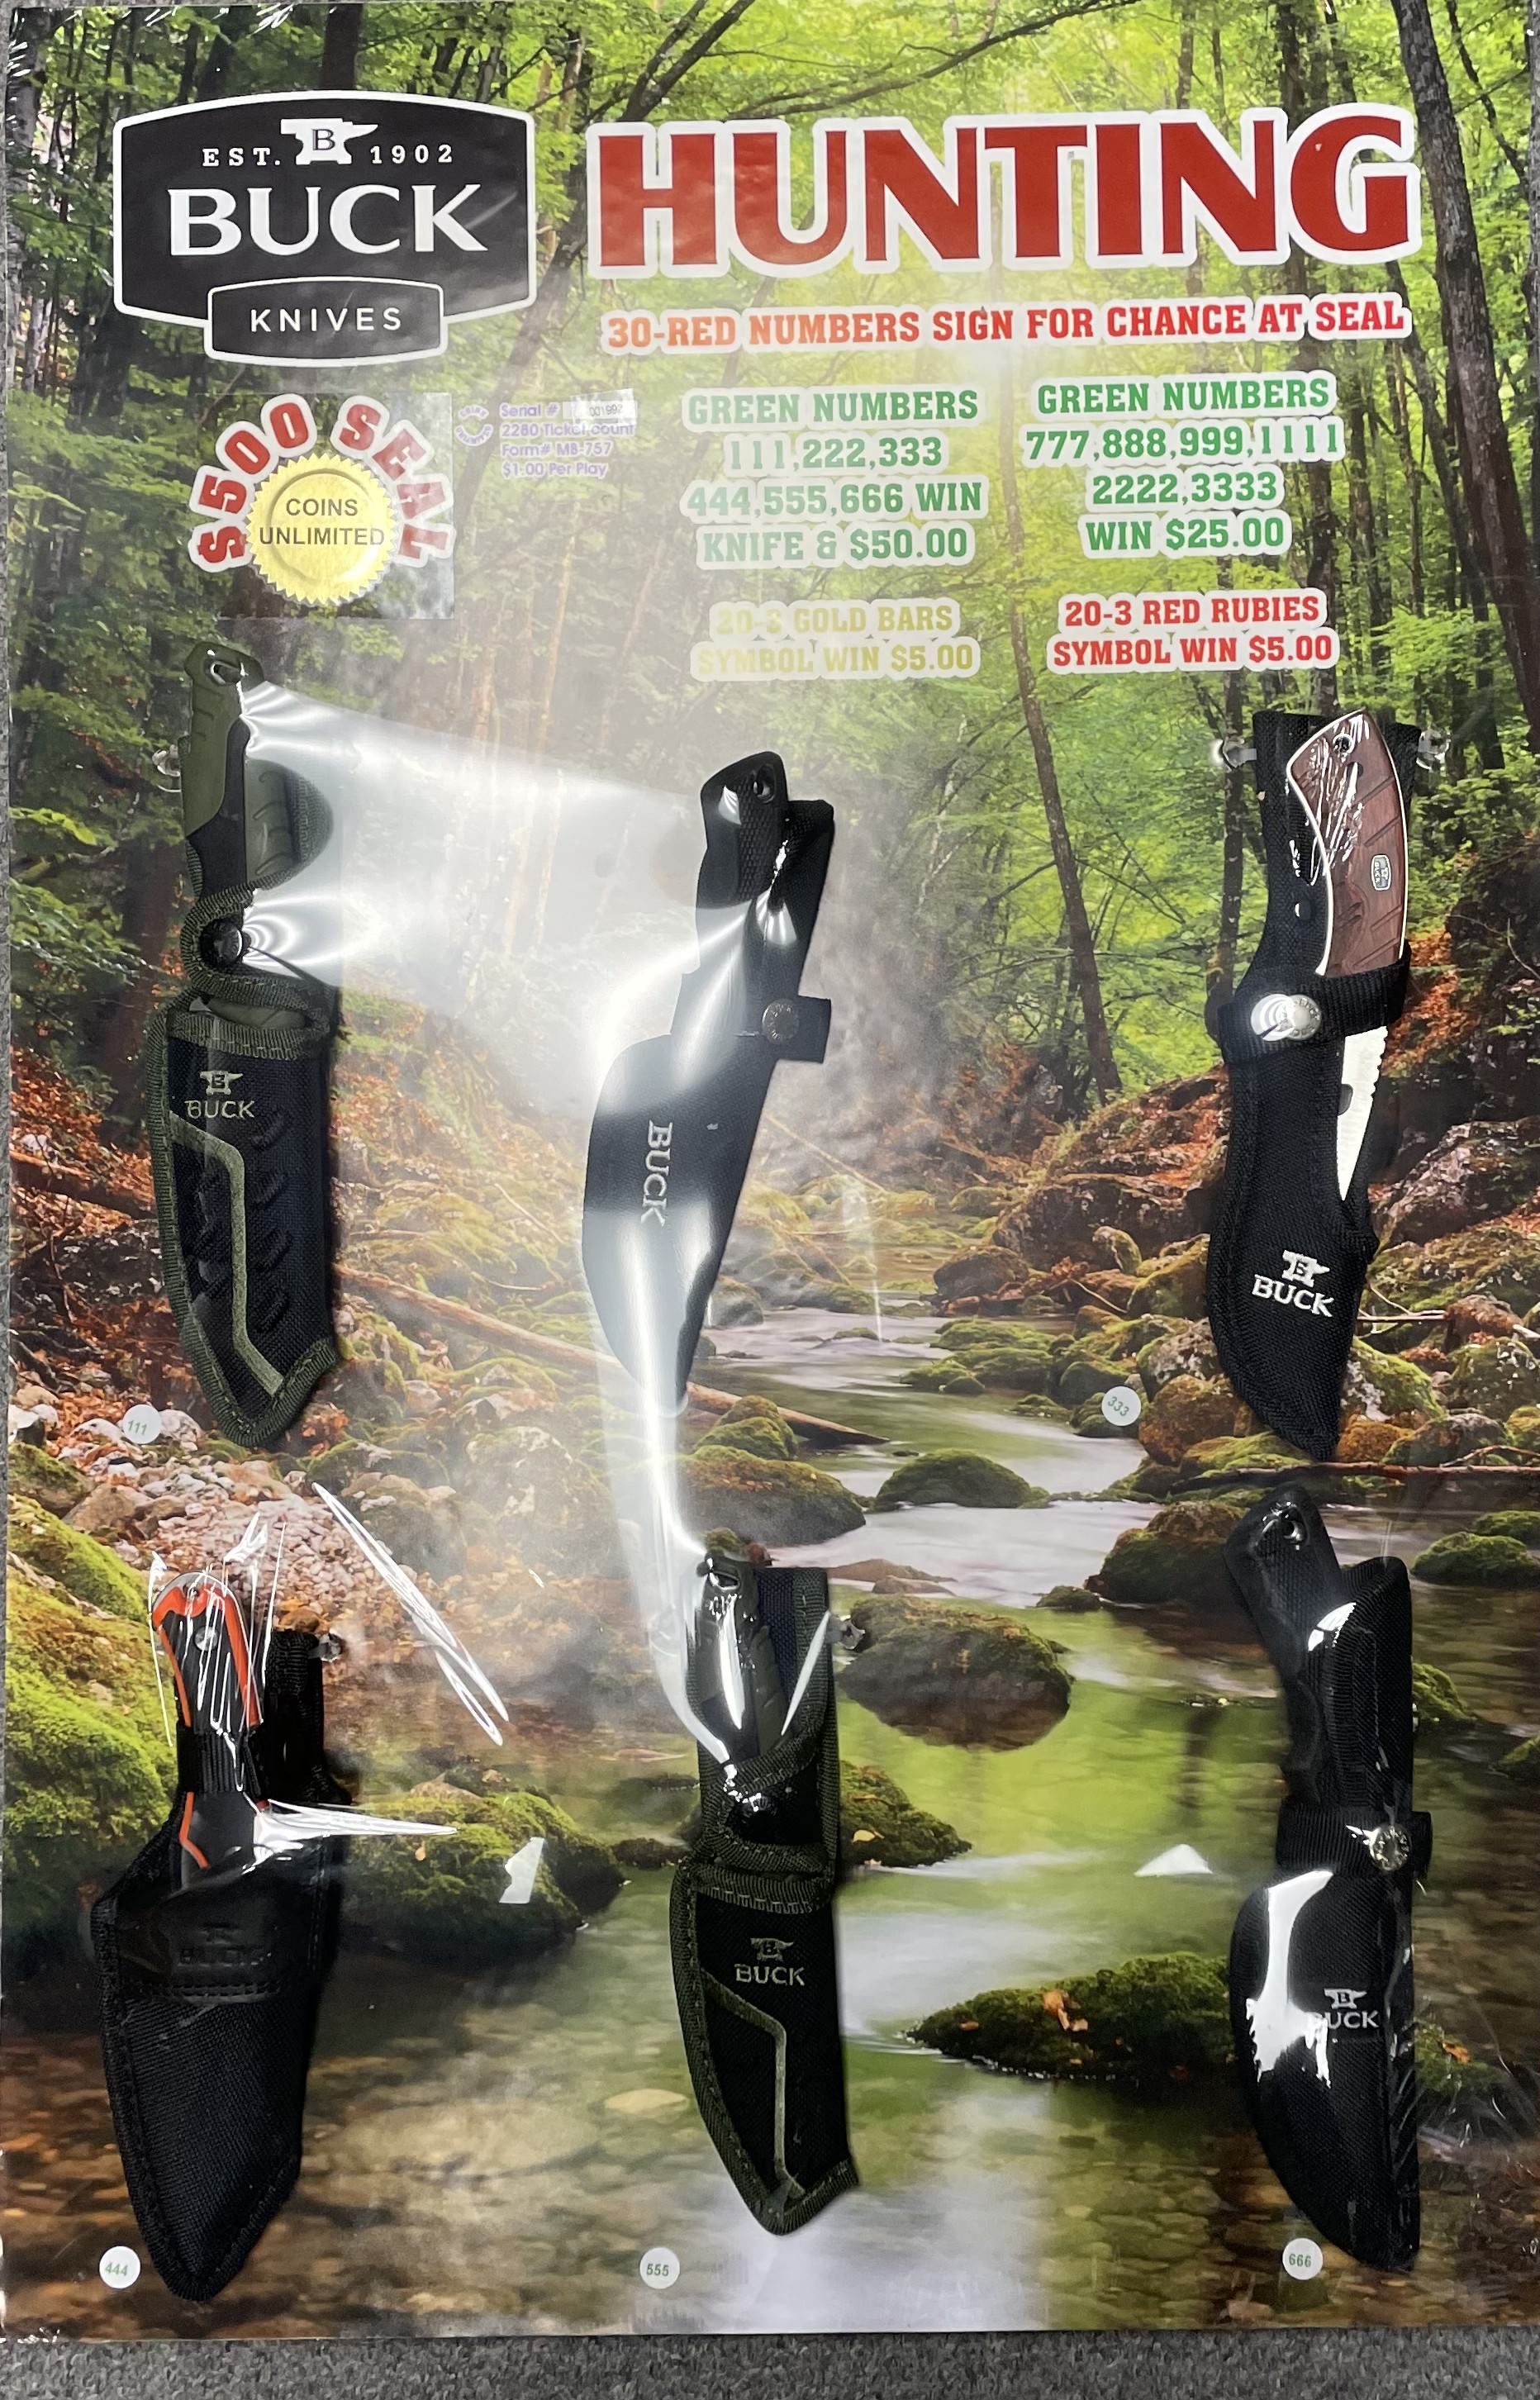 EST. B 1902
BUCK
KNIVES
HUNTING
30-RED NUMBERS SIGN FOR CHANCE AT SEAL
$500 SEAL
COINS
UNLIMITED
Serial #
2280 Ticket count
Form# MB-757
$1.00 Per Play
GREEN NUMBERS
111,222,333
444,555,666 WIN
KNIFE & $50.00
GREEN NUMBERS
777,888,999,1111
2222,3333
WIN $25.00
20-3 GOLD BARS
SYMBOL WIN $5.00
20-3 RED RUBIES
SYMBOL WIN $5.00
B
BUCK
BUCK
B
BUCK
111
333
B
BUCK
B
BUCK
444
555
666